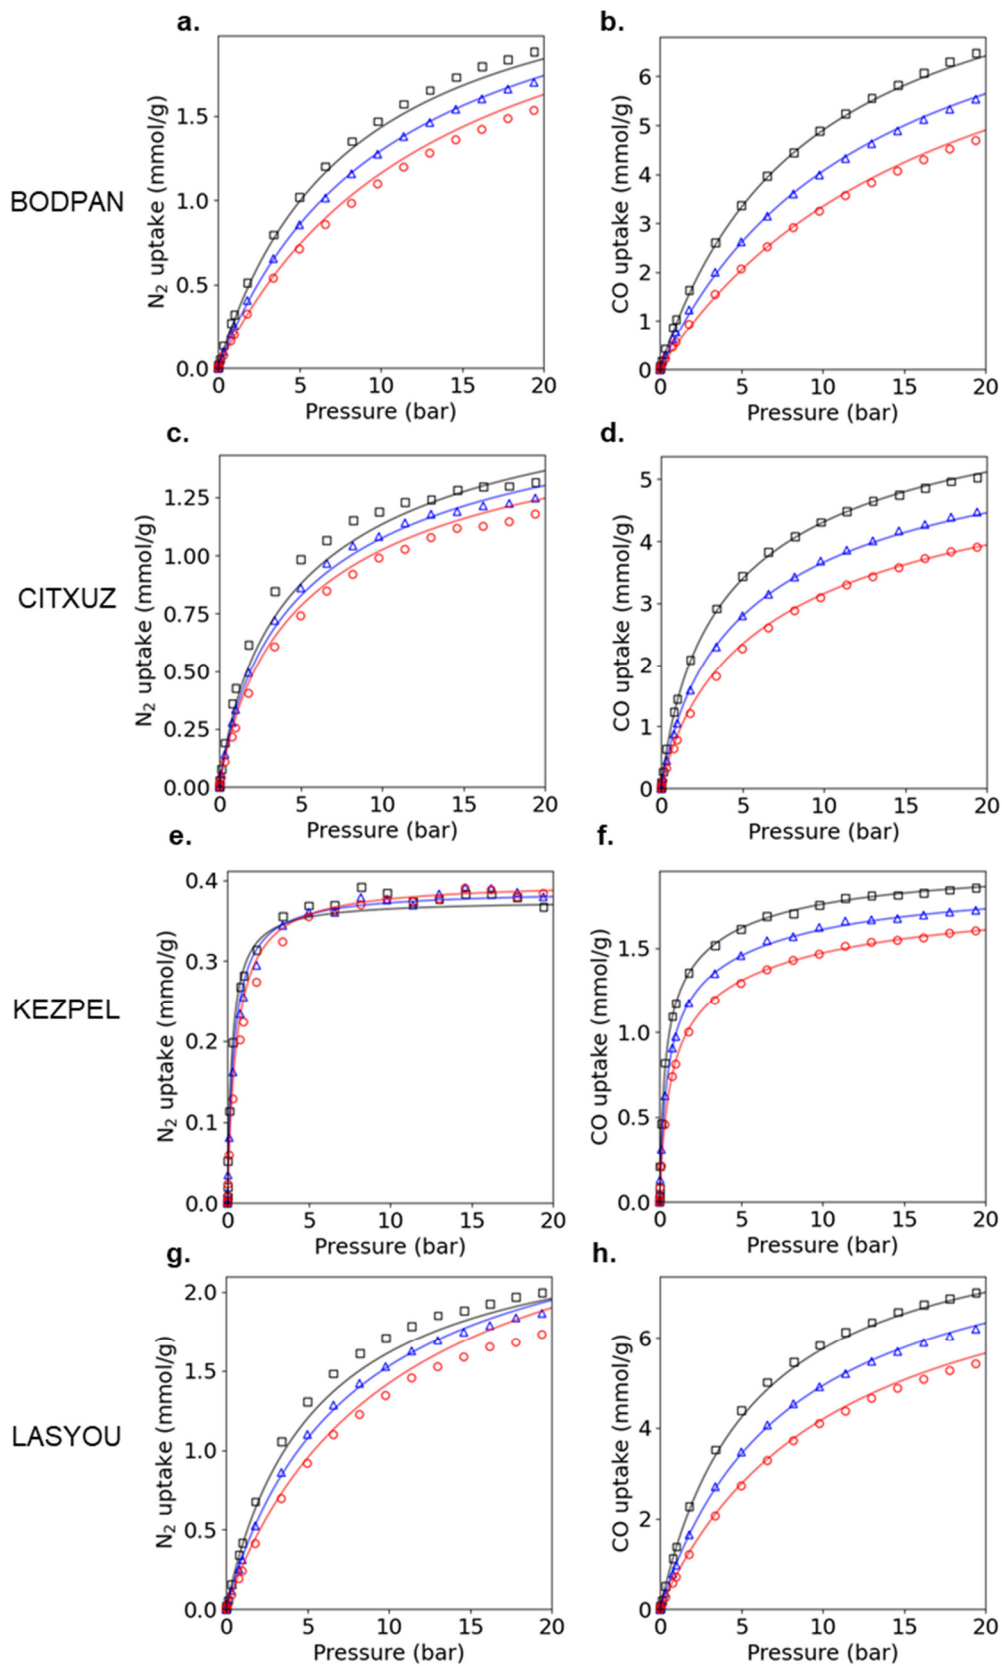 a.
b.
BODPAN
N2 uptake (mmol/g)
1.5
1.0
0.5
0.0
0 5 10 15 20
Pressure (bar)
CO uptake (mmol/g)
6
5
4
3
2
1
0
0 5 10 15 20
Pressure (bar)
c.
d.
CITXUZ
N2 uptake (mmol/g)
1.25
1.00
0.75
0.50
0.25
0.00
0 5 10 15 20
Pressure (bar)
CO uptake (mmol/g)
5
4
3
2
1
0
0 5 10 15 20
Pressure (bar)
e.
f.
KEZPEL
N2 uptake (mmol/g)
0.4
0.3
0.2
0.1
0.0
0 5 10 15 20
Pressure (bar)
CO uptake (mmol/g)
1.5
1.0
0.5
0.0
0 5 10 15 20
Pressure (bar)
g.
h.
LASYOU
N2 uptake (mmol/g)
2.0
1.5
1.0
0.5
0.0
0 5 10 15 20
Pressure (bar)
CO uptake (mmol/g)
6
4
2
0
0 5 10 15 20
Pressure (bar)